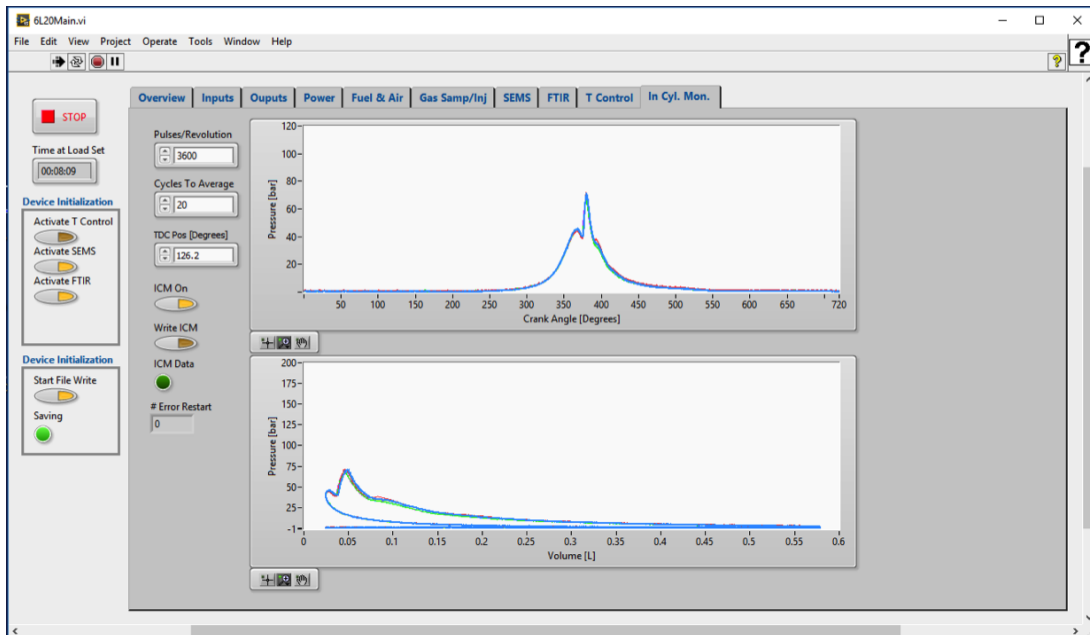 6L20Main.vi
File Edit View Project Operate Tools Window Help
?
?
STOP
Time at Load Set
00:08:09
Device Initialization
Activate T Control
Activate SEMS
Activate FTIR
Device Initialization
Start File Write
Saving
Overview Inputs Ouputs Power Fuel & Air Gas Samp/Inj SEMS FTIR T Control In Cyl. Mon.
Pulses/Revolution
3600
Cycles To Average
20
TDC Pos [Degrees]
126.2
ICM On
Write ICM
ICM Data
# Error Restart
0
Pressure [bar]
120
100
80
60
40
20
50 100 150 200 250 300 350 400 450 500 550 600 650 720
Crank Angle [Degrees]
Pressure [bar]
200
175
150
125
100
75
50
25
-1
0 0.05 0.1 0.15 0.2 0.25 0.3 0.35 0.4 0.45 0.5 0.55 0.6
Volume [L]